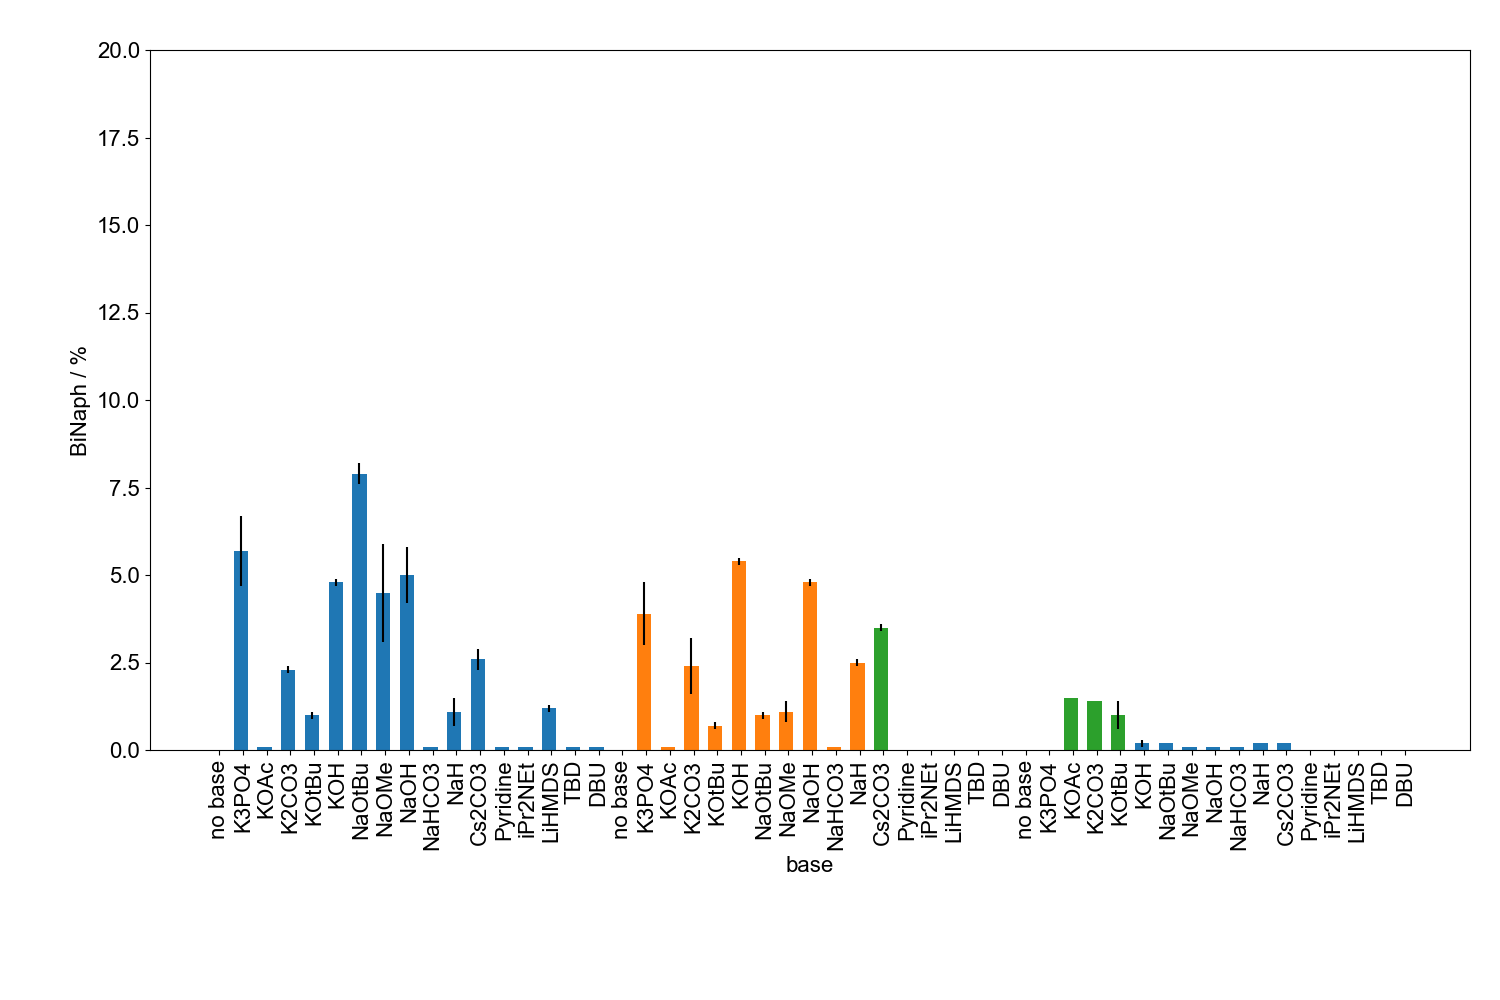 20.0
17.5
15.0
12.5
10.0
7.5
5.0
2.5
0.0
BiNaph / %
no base
K3PO4
KOAc
K2CO3
KOtBu
KOH
NaOtBu
NaOMe
NaOH
NaHCO3
NaH
Cs2CO3
Pyridine
iPr2NEt
LiHMDS
TBD
DBU
no base
K3PO4
KOAc
K2CO3
KOtBu
KOH
NaOtBu
NaOMe
NaOH
NaHCO3
NaH
Cs2CO3
Pyridine
iPr2NEt
LiHMDS
TBD
DBU
no base
K3PO4
KOAc
K2CO3
KOtBu
KOH
NaOtBu
NaOMe
NaOH
NaHCO3
NaH
Cs2CO3
Pyridine
iPr2NEt
LiHMDS
TBD
DBU
base